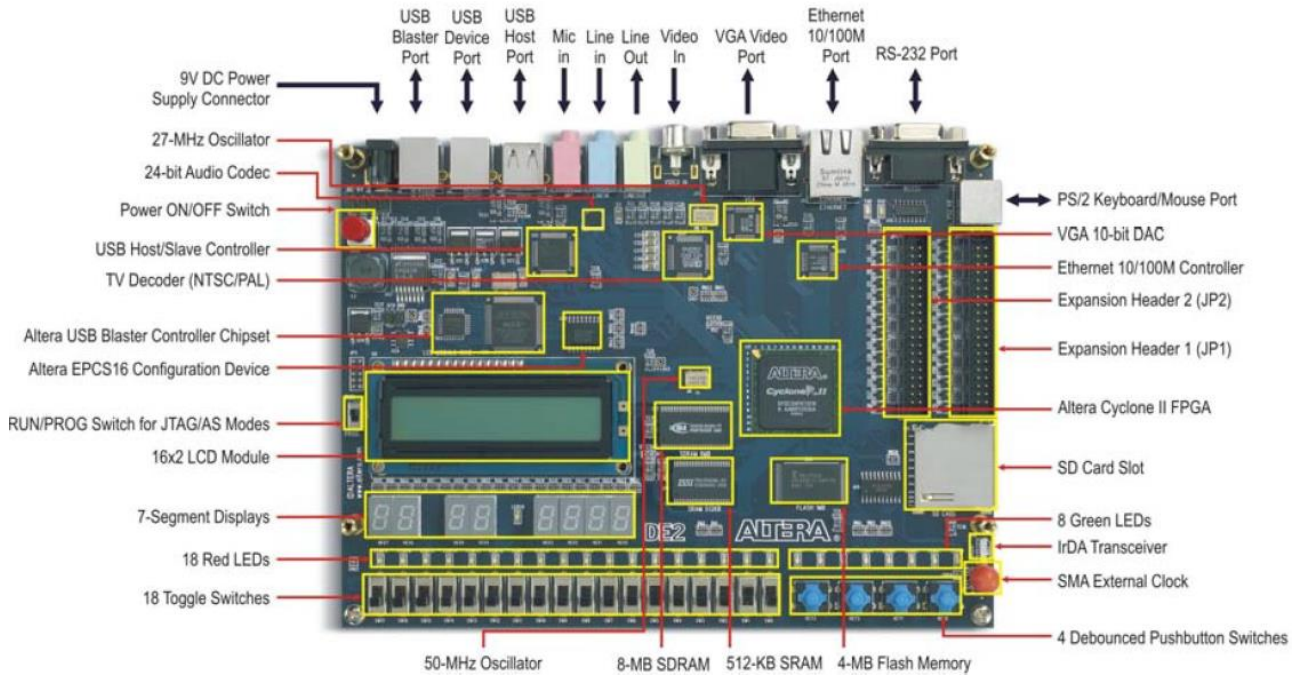 USB
Blaster
Port
USB
Device
Port
USB
Host
Port
Mic
in
Line
in
Line
Out
Video
In
VGA Video
Port
Ethernet
10/100M
Port
RS-232 Port
9V DC Power
Supply Connector
27-MHz Oscillator
24-bit Audio Codec
Power ON/OFF Switch
USB Host/Slave Controller
TV Decoder (NTSC/PAL)
Altera USB Blaster Controller Chipset
Altera EPCS16 Configuration Device
RUN/PROG Switch for JTAG/AS Modes
16x2 LCD Module
7-Segment Displays
18 Red LEDs
18 Toggle Switches
PS/2 Keyboard/Mouse Port
VGA 10-bit DAC
Ethernet 10/100M Controller
Expansion Header 2 (JP2)
Expansion Header 1 (JP1)
Altera Cyclone II FPGA
SD Card Slot
8 Green LEDs
IrDA Transceiver
SMA External Clock
4 Debounced Pushbutton Switches
50-MHz Oscillator
8-MB SDRAM
512-KB SRAM
4-MB Flash Memory
ALTERA
Cyclone II
DE2
ALTERA
SD CARD